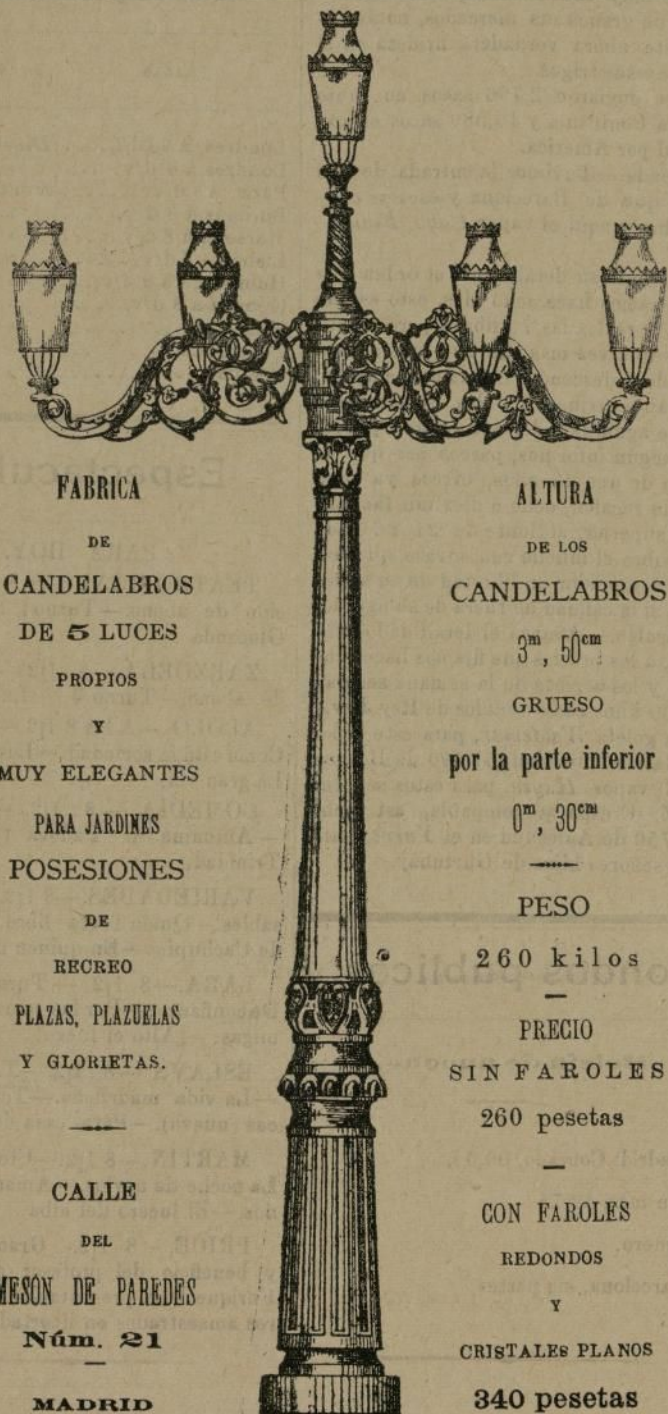 FABRICA
DE
CANDELABROS
DE 5 LUCES
PROPIOS
Y
MUY ELEGANTES
PARA JARDINES
POSESIONES
DE
RECREO
PLAZAS, PLAZUELAS
Y GLORIETAS.
CALLE
DEL
MESÓN DE PAREDES
Núm. 21
MADRID
ALTURA
DE LOS
CANDELABROS
3m, 50cm
GRUESO
por la parte inferior
0m, 30cm
PESO
260 kilos
PRECIO
SIN FAROLES
260 pesetas
CON FAROLES
REDONDOS
Y
CRISTALES PLANOS
340 pesetas